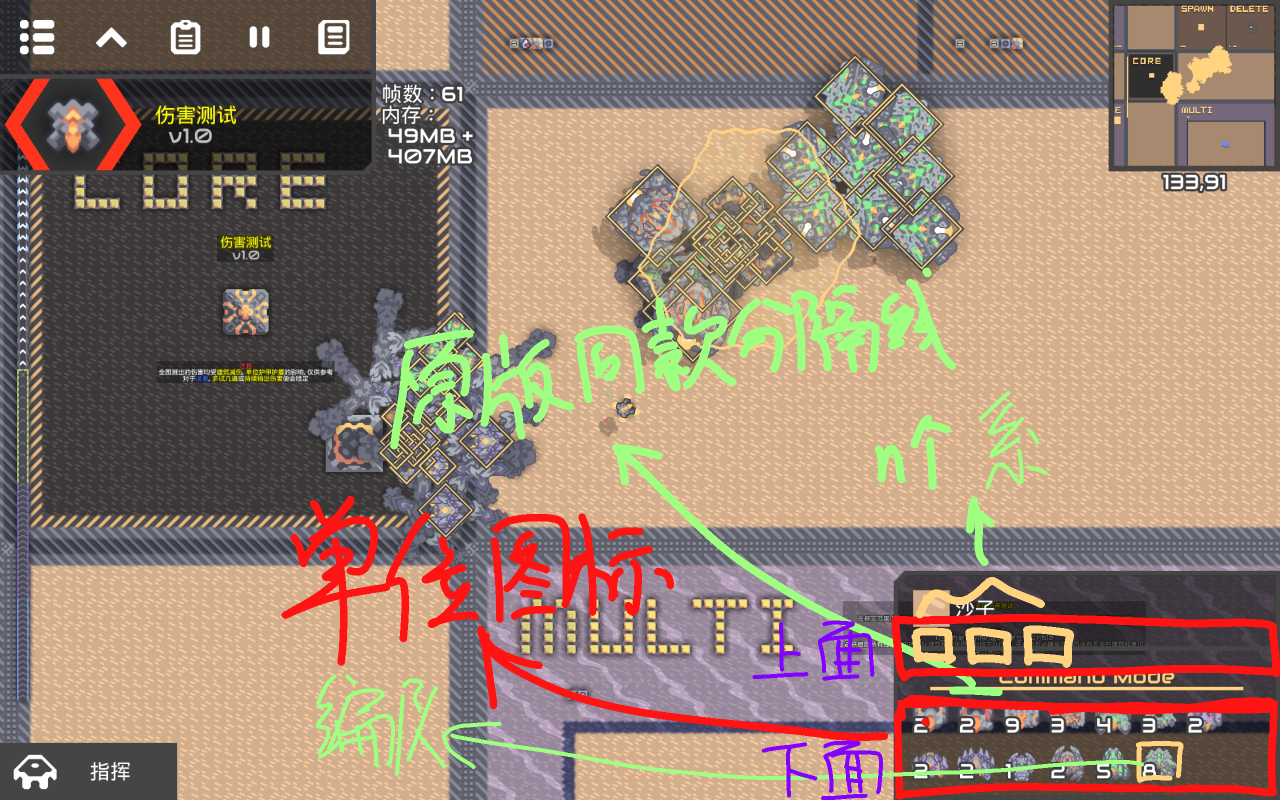 伤害测试
v1.0
帧数：61
内存：
49MB +
407MB
SPAWN
DELETE
CORE
MULTI
E
133,91
CORE
伤害测试
v1.0
注意
原版同款分隔线
n个系
单位图标
MULTI
沙子
上面
Command Mode
编队
下面
2 2 9 3 4 3 2
2 2 1 2 5 8
指挥